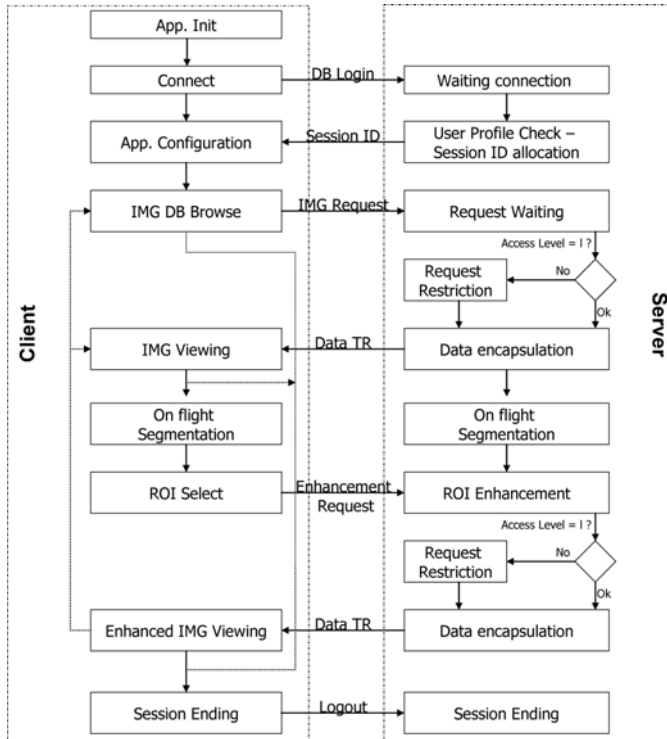 App. Init
Connect
DB Login
Waiting connection
App. Configuration
Session ID
User Profile Check –
Session ID allocation
IMG DB Browse
IMG Request
Request Waiting
Access Level = I ?
No
Request
Restriction
Ok
Client
Server
IMG Viewing
Data TR
Data encapsulation
On flight
Segmentation
On flight
Segmentation
ROI Select
Enhancement
Request
ROI Enhancement
Access Level = I ?
No
Request
Restriction
Ok
Enhanced IMG Viewing
Data TR
Data encapsulation
Session Ending
Logout
Session Ending